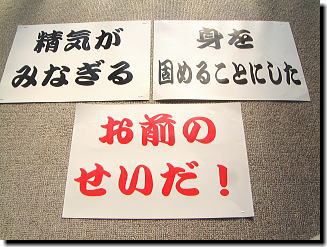 精気が
みなぎる
身を
固めることにした
お前の
せいだ！